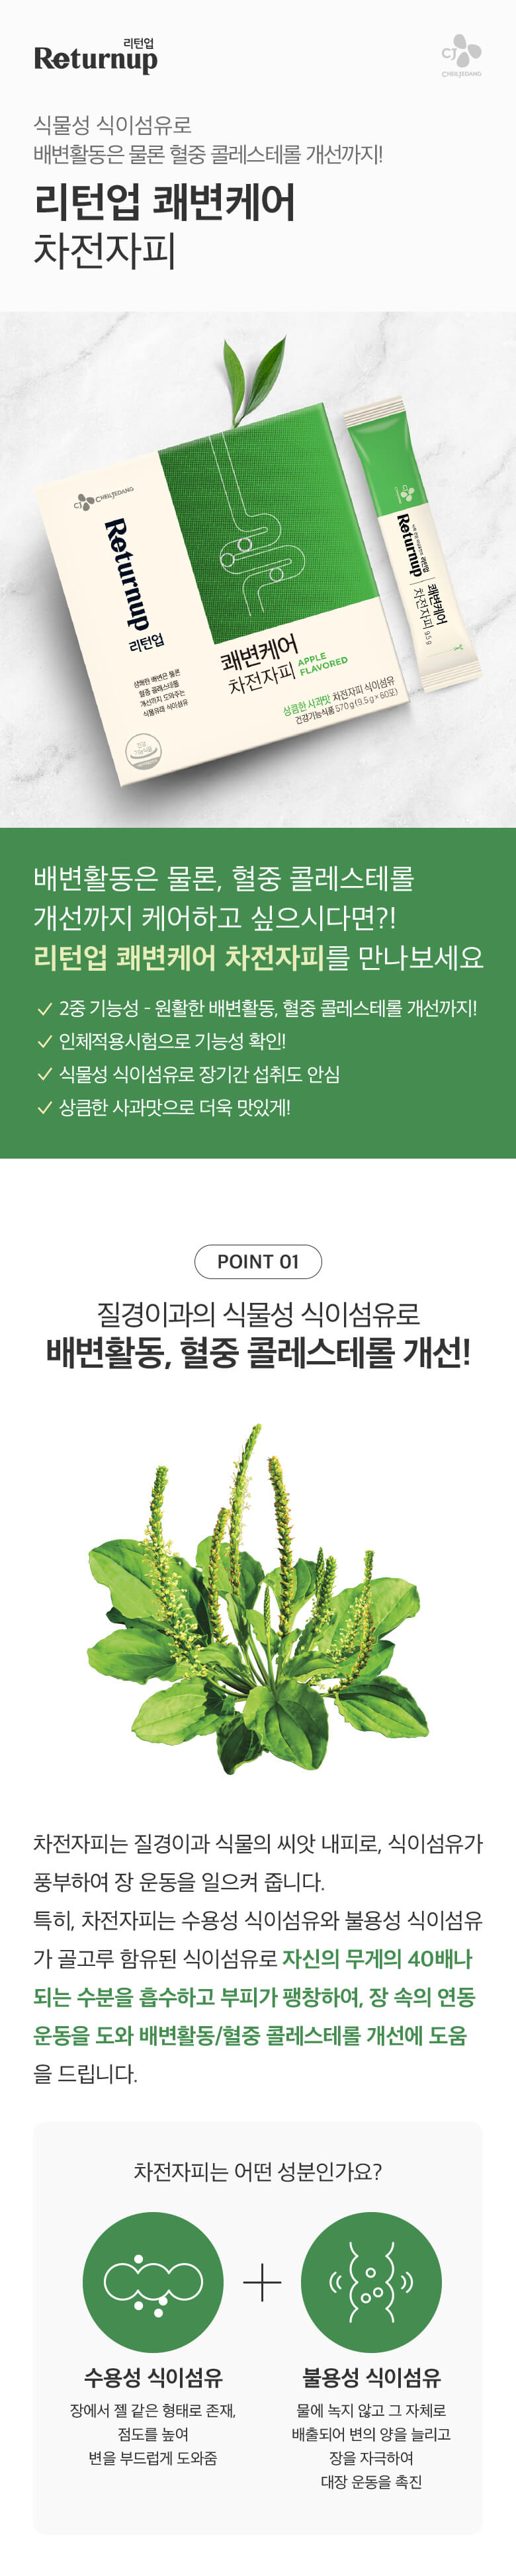 리턴업
Returnup
CJ
CHEILJEDANG
식물성 식이섬유로
배변활동은 물론 혈중 콜레스테롤 개선까지!
리턴업 쾌변케어
차전자피
CJ CHEILJEDANG
Returnup
리턴업
상쾌한 배변은 물론
혈중 콜레스테롤
개선까지 도와주는
식물유래 식이섬유
쾌변케어
차전자피 APPLE FLAVORED
상큼한 사과맛 차전자피 식이섬유
건강기능식품 570g(9.5g×60포)
Returnup
리턴업
쾌변케어
차전자피 9.5g
배변활동은 물론, 혈중 콜레스테롤
개선까지 케어하고 싶으시다면?!
리턴업 쾌변케어 차전자피를 만나보세요
2중 기능성 - 원활한 배변활동, 혈중 콜레스테롤 개선까지!
인체적용시험으로 기능성 확인!
식물성 식이섬유로 장기간 섭취도 안심
상큼한 사과맛으로 더욱 맛있게!
POINT 01
질경이과의 식물성 식이섬유로
배변활동, 혈중 콜레스테롤 개선!
차전자피는 질경이과 식물의 씨앗 내피로, 식이섬유가
풍부하여 장 운동을 일으켜 줍니다.
특히, 차전자피는 수용성 식이섬유와 불용성 식이섬유
가 골고루 함유된 식이섬유로 자신의 무게의 40배나
되는 수분을 흡수하고 부피가 팽창하여, 장 속의 연동
운동을 도와 배변활동/혈중 콜레스테롤 개선에 도움
을 드립니다.
차전자피는 어떤 성분인가요?
수용성 식이섬유
장에서 젤 같은 형태로 존재,
점도를 높여
변을 부드럽게 도와줌
불용성 식이섬유
물에 녹지 않고 그 자체로
배출되어 변의 양을 늘리고
장을 자극하여
대장 운동을 촉진